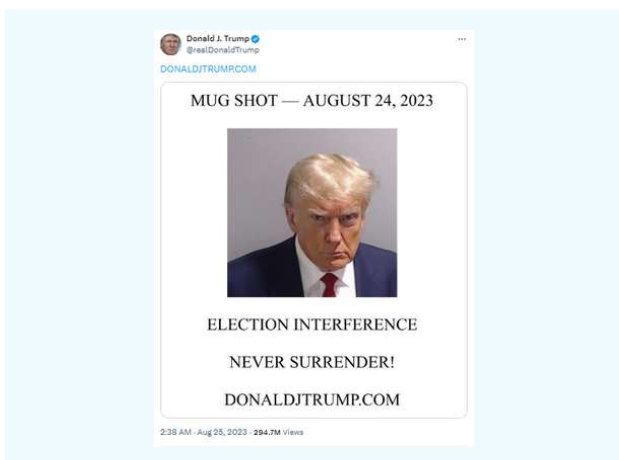 Donald J. Trump
@realDonaldTrump
DONALDJTRUMP.COM
MUG SHOT — AUGUST 24, 2023
ELECTION INTERFERENCE
NEVER SURRENDER!
DONALDJTRUMP.COM
2:38 AM · Aug 25, 2023 · 294.7M Views